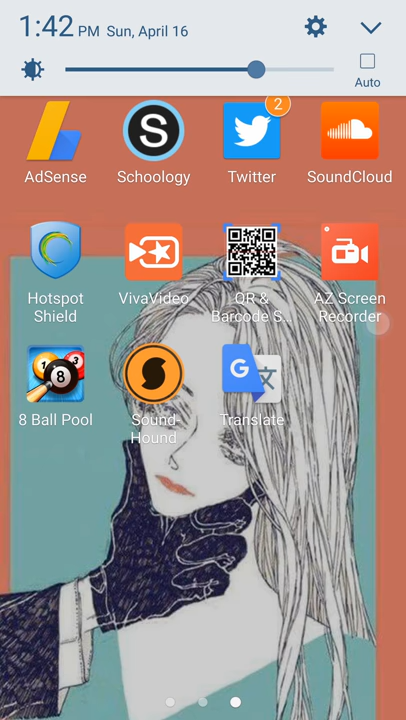 1:42 PM Sun, April 16
Auto
2
AdSense Schoology Twitter SoundCloud
Hotspot Shield
VivaVideo
QR & Barcode S...
AZ Screen Recorder
8 Ball Pool
Sound-
Hound
Translate